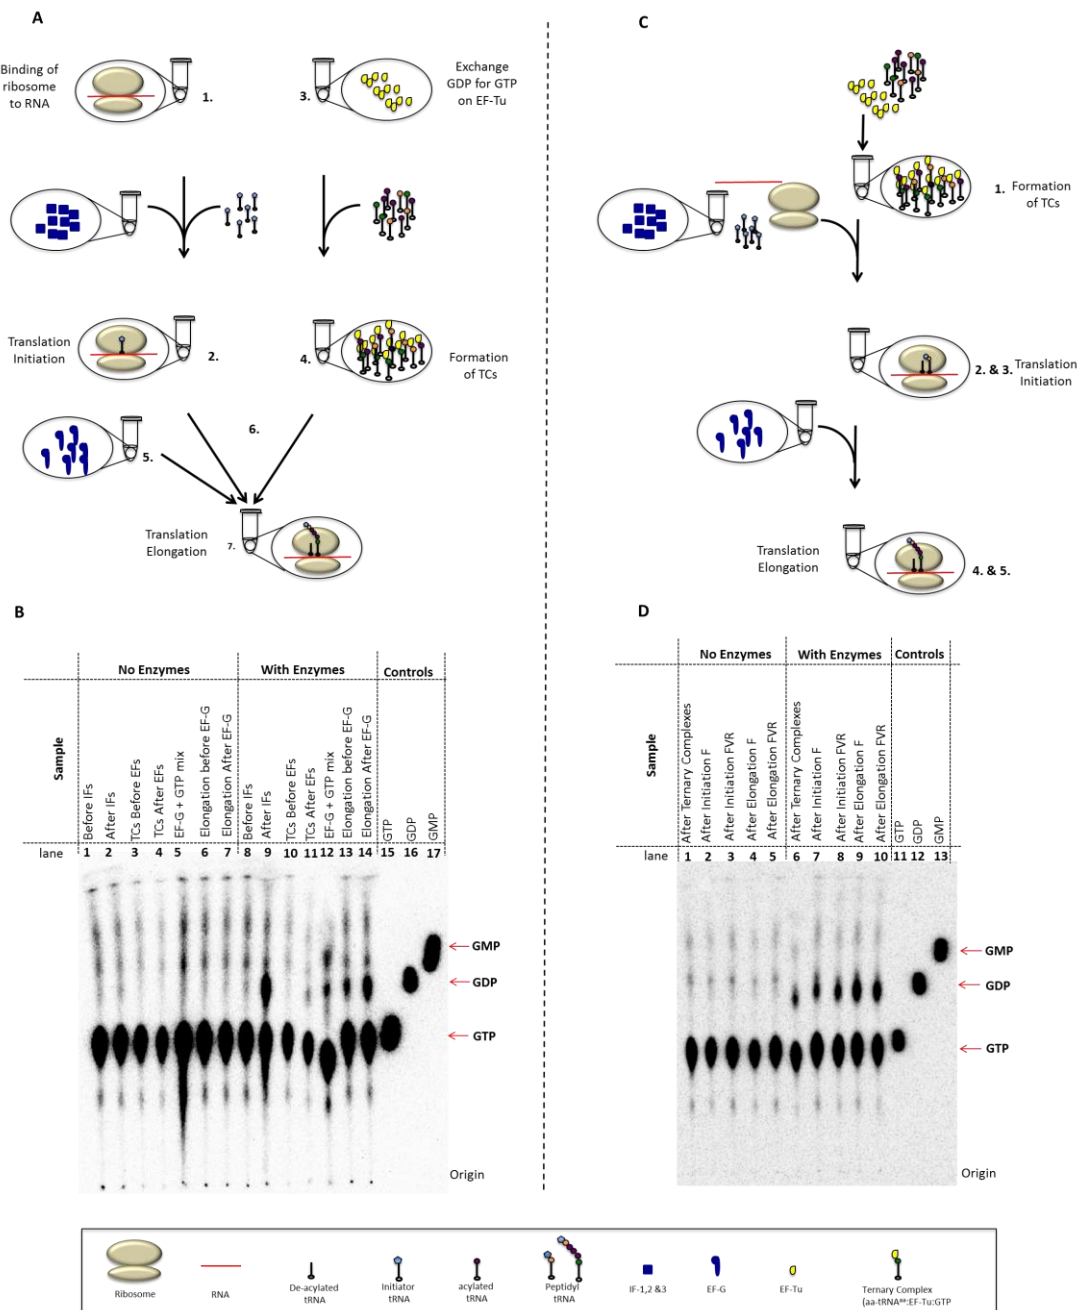 A
Binding of
ribosome
to RNA
1.
3.
Exchange
GDP for GTP
on EF-Tu
Translation
Initiation
2.
4.
Formation
of TCs
5.
6.
Translation
Elongation
7.
C
1.
Formation
of TCs
2. & 3.
Translation
Initiation
Translation
Elongation
4. & 5.
B
No Enzymes
With Enzymes
Controls
Sample
Before IFs
After IFs
TCs Before EFs
TCs After EFs
EF-G + GTP mix
Elongation before EF-G
Elongation After EF-G
Before IFs
After IFs
TCs Before EFs
TCs After EFs
EF-G + GTP mix
Elongation before EF-G
Elongation After EF-G
GTP
GDP
GMP
lane 1 2 3 4 5 6 7 8 9 10 11 12 13 14 15 16 17
GMP
GDP
GTP
Origin
D
No Enzymes
With Enzymes
Controls
Sample
After Ternary Complexes
After Initiation F
After Initiation FVR
After Elongation F
After Elongation FVR
After Ternary Complexes
After Initiation F
After Initiation FVR
After Elongation F
After Elongation FVR
GTP
GDP
GMP
lane 1 2 3 4 5 6 7 8 9 10 11 12 13
GMP
GDP
GTP
Origin
Ribosome
RNA
De-acylated
tRNA
Initiator
tRNA
acylated
tRNA
Peptidyl
tRNA
IF-1,2 &3
EF-G
EF-Tu
Ternary Complex
(aa-tRNAᵃᵃ:EF-Tu:GTP